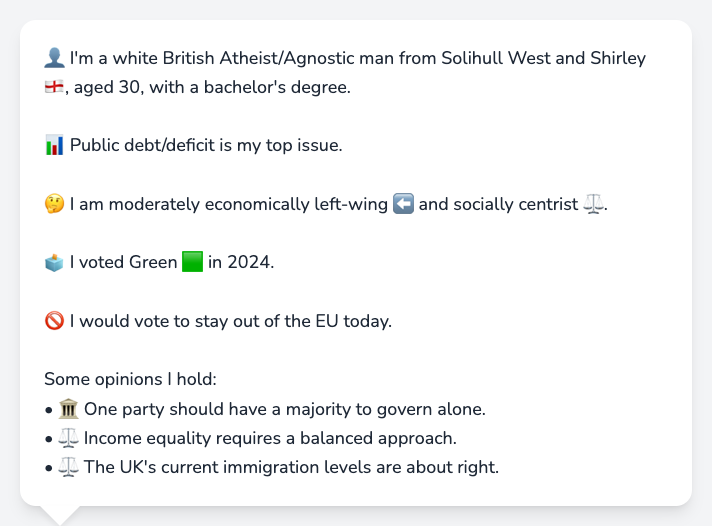 👤 I'm a white British Atheist/Agnostic man from Solihull West and Shirley
🏴󠁧󠁢󠁥󠁮󠁧󠁿, aged 30, with a bachelor's degree.
📊 Public debt/deficit is my top issue.
🤔 I am moderately economically left-wing ⬅️ and socially centrist ⚖️.
🗳️ I voted Green 🟩 in 2024.
🚫 I would vote to stay out of the EU today.
Some opinions I hold:
• 🏛️ One party should have a majority to govern alone.
• ⚖️ Income equality requires a balanced approach.
• ⚖️ The UK's current immigration levels are about right.